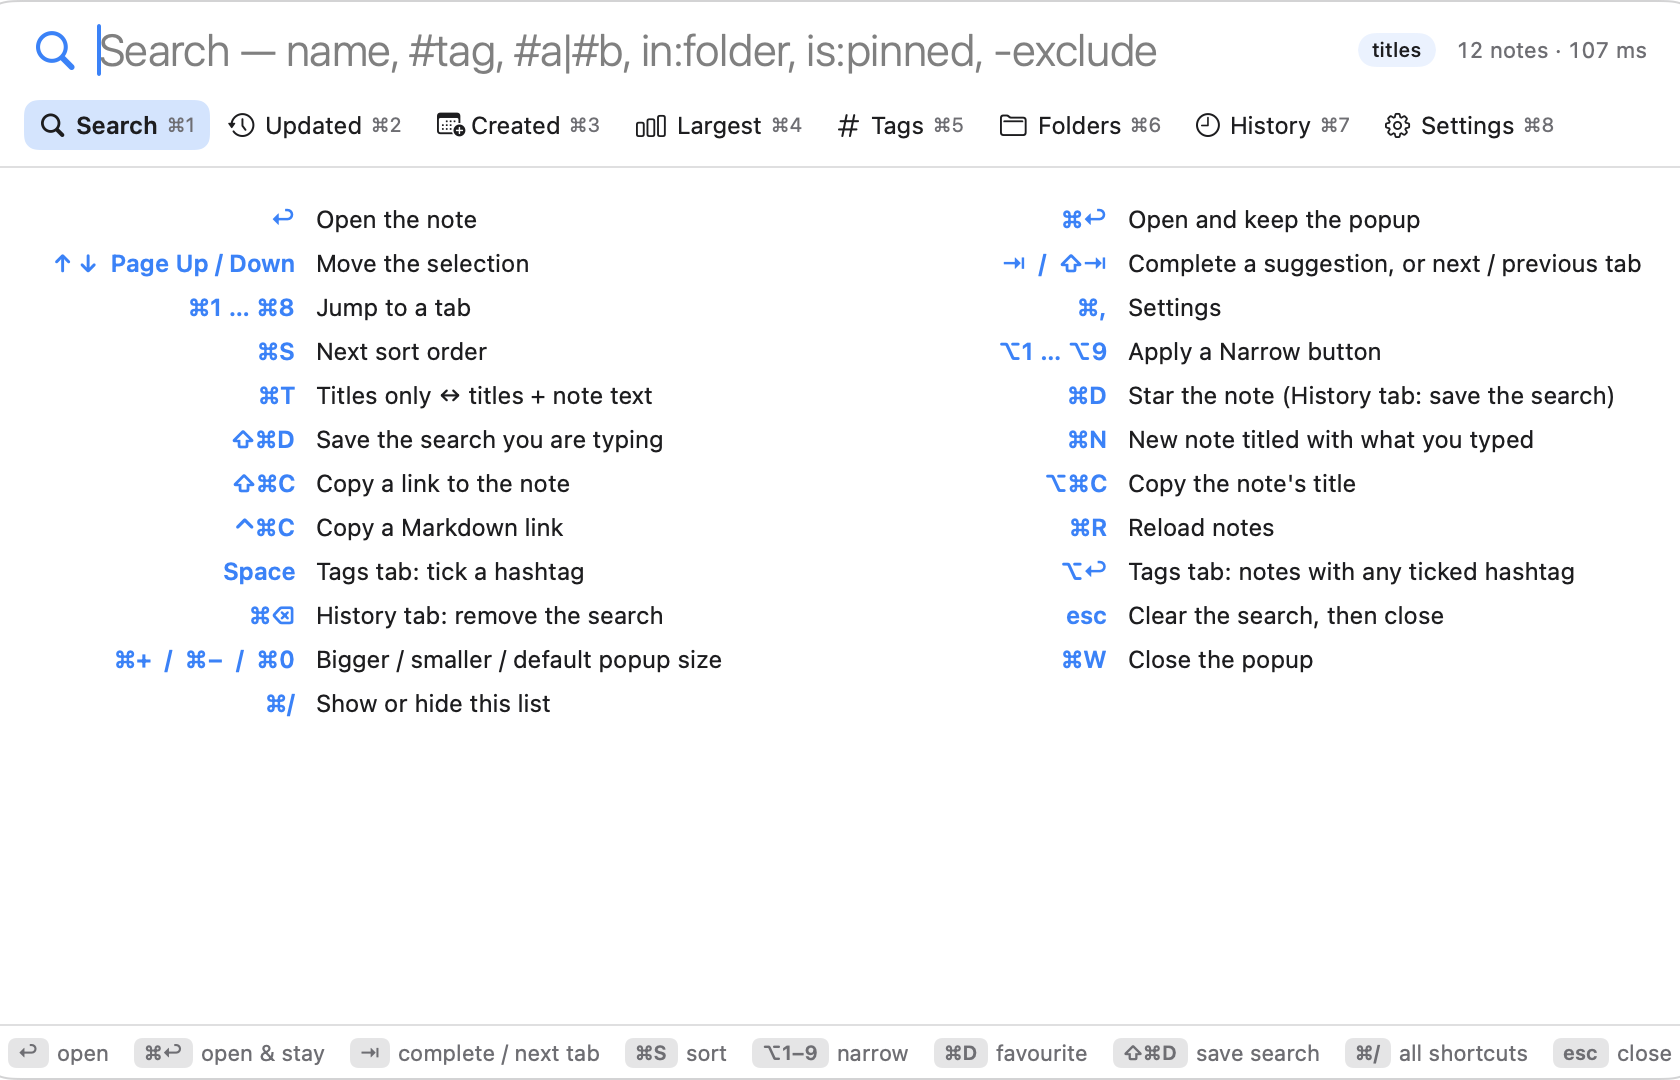 Search — name, #tag, #a|#b, in:folder, is:pinned, -exclude
titles
12 notes · 107 ms
Search ⌘1
Updated ⌘2
Created ⌘3
Largest ⌘4
Tags ⌘5
Folders ⌘6
History ⌘7
Settings ⌘8
↩ Open the note
↑ ↓ Page Up / Down Move the selection
⌘1 ... ⌘8 Jump to a tab
⌘S Next sort order
⌘T Titles only ↔ titles + note text
⇧⌘D Save the search you are typing
⇧⌘C Copy a link to the note
^⌘C Copy a Markdown link
Space Tags tab: tick a hashtag
⌘⌫ History tab: remove the search
⌘+ / ⌘− / ⌘0 Bigger / smaller / default popup size
⌘/ Show or hide this list
⌘↩ Open and keep the popup
⇥ / ⇧⇥ Complete a suggestion, or next / previous tab
⌘, Settings
⌥1 ... ⌥9 Apply a Narrow button
⌘D Star the note (History tab: save the search)
⌘N New note titled with what you typed
⌥⌘C Copy the note's title
⌘R Reload notes
⌥↩ Tags tab: notes with any ticked hashtag
esc Clear the search, then close
⌘W Close the popup
↩ open
⌘↩ open & stay
⇥ complete / next tab
⌘S sort
⌥1–9 narrow
⌘D favourite
⇧⌘D save search
⌘/ all shortcuts
esc close